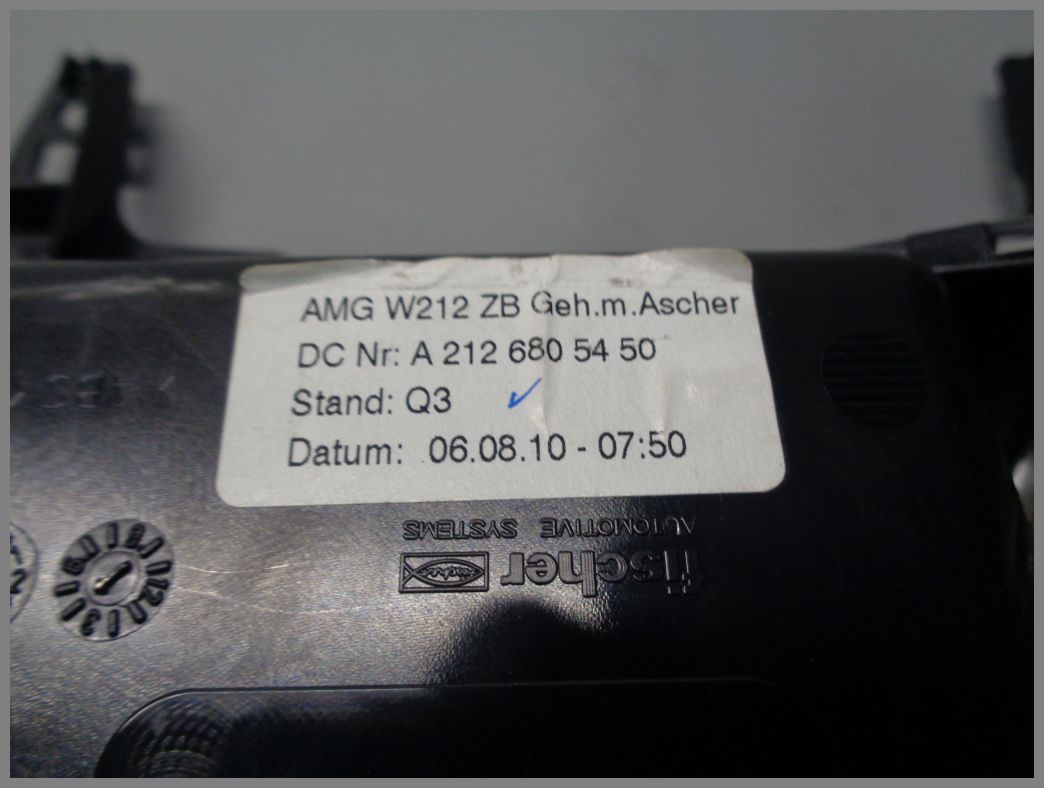 AMG W212 ZB Geh.m.Ascher
DC Nr: A 212 680 54 50
Stand: Q3
Datum: 06.08.10 - 07:50
fischer
AUTOMOTIVE SYSTEMS